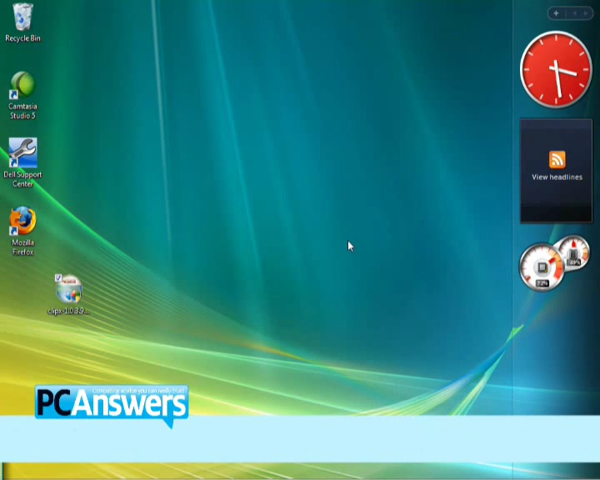 Recycle Bin
Camtasia
Studio 5
Dell Support
Center
Mozilla
Firefox
View headlines
PCAnswers